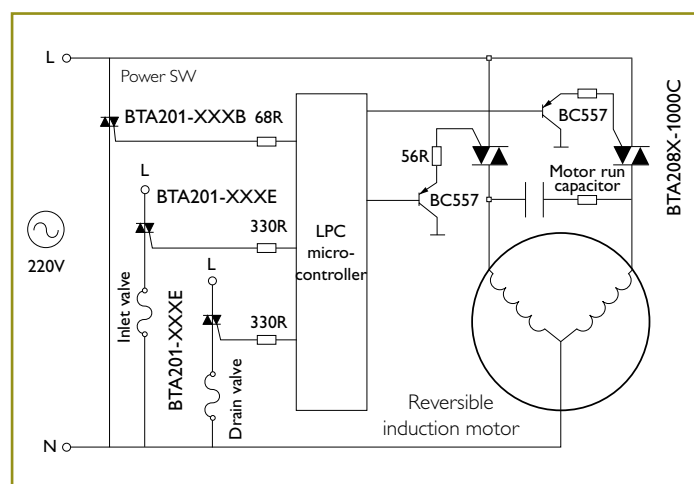 L
Power SW
BTA201-XXXB 68R
BC557
BTA208X-1000C
56R
L
BTA201-XXXE
Motor run
capacitor
BC557
330R
LPC
micro-
controller
L
220V
Inlet valve
BTA201-XXXE
330R
Drain valve
Reversible
induction motor
N